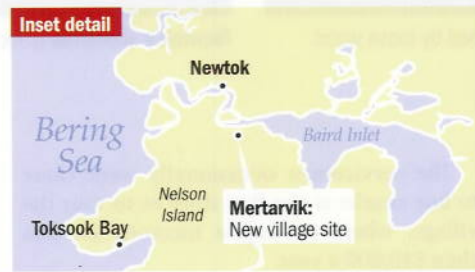 Inset detail
Newtok
Bering
Sea
Baird Inlet
Nelson
Island
Mertarvik:
New village site
Toksook Bay